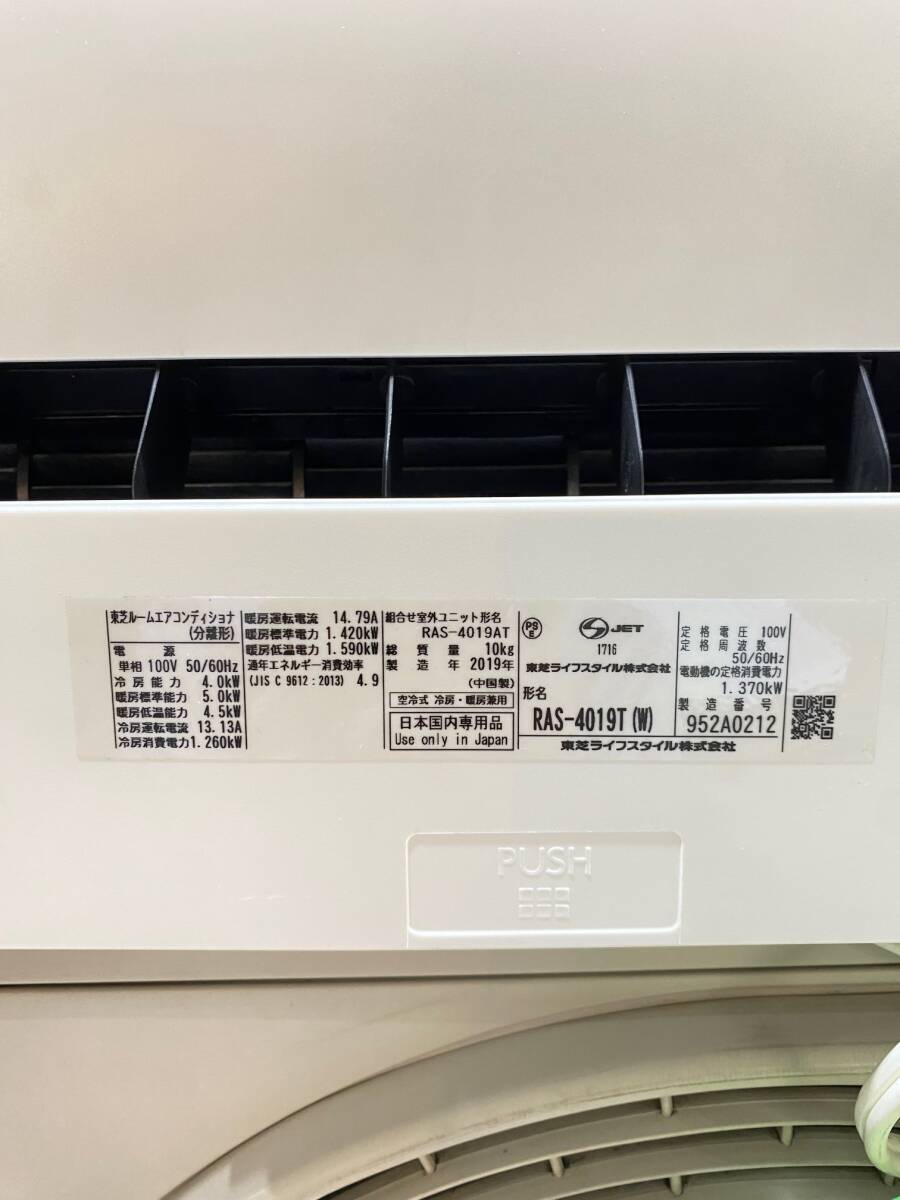 東芝ルームエアコンディショナ
(分離形)
電源
単相 100V 50/60Hz
冷房能力 4.0kW
暖房標準能力 5.0kW
暖房低温能力 4.5kW
冷房運転電流 13.13A
冷房消費電力 1.260kW
暖房運転電流 14.79A
暖房標準電力 1.420kW
暖房低温電力 1.590kW
通年エネルギー消費効率
(JIS C 9612:2013) 4.9
組合せ室外ユニット形名
RAS-4019AT
総質量 10kg
製造年 2019年
(中国製)
空冷式 冷房・暖房兼用
日本国内専用品
Use only in Japan
PS
E
JET
1716
東芝ライフスタイル株式会社
形名
RAS-4019T(W)
定格電圧 100V
定格周波数
50/60Hz
電動機の定格消費電力
1.370kW
製造番号
952A0212
東芝ライフスタイル株式会社
PUSH